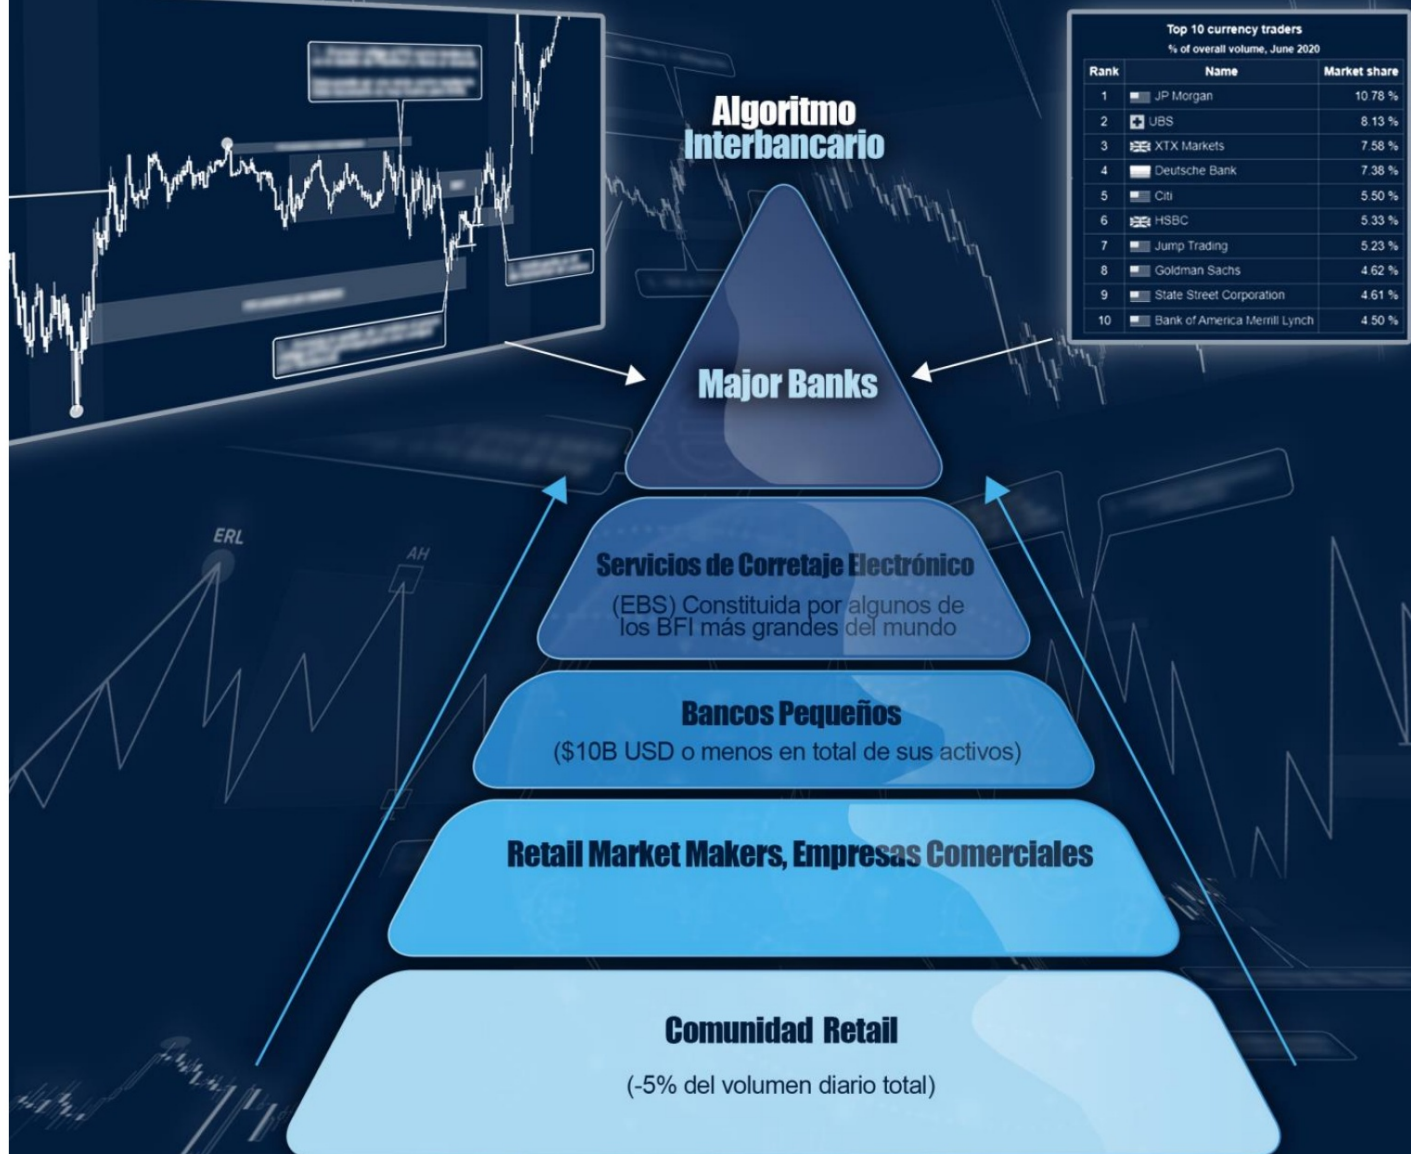 Top 10 currency traders
% of overall volume, June 2020
Rank Name Market share
1 JP Morgan 10.78 %
2 UBS 8.13 %
3 XTX Markets 7.58 %
4 Deutsche Bank 7.38 %
5 Citi 5.50 %
6 HSBC 5.33 %
7 Jump Trading 5.23 %
8 Goldman Sachs 4.62 %
9 State Street Corporation 4.61 %
10 Bank of America Merrill Lynch 4.50 %
Algoritmo
Interbancario
Major Banks
ERL
AH
Servicios de Corretaje Electrónico
(EBS) Constituida por algunos de
los BFI más grandes del mundo
Bancos Pequeños
($10B USD o menos en total de sus activos)
Retail Market Makers, Empresas Comerciales
Comunidad Retail
(-5% del volumen diario total)